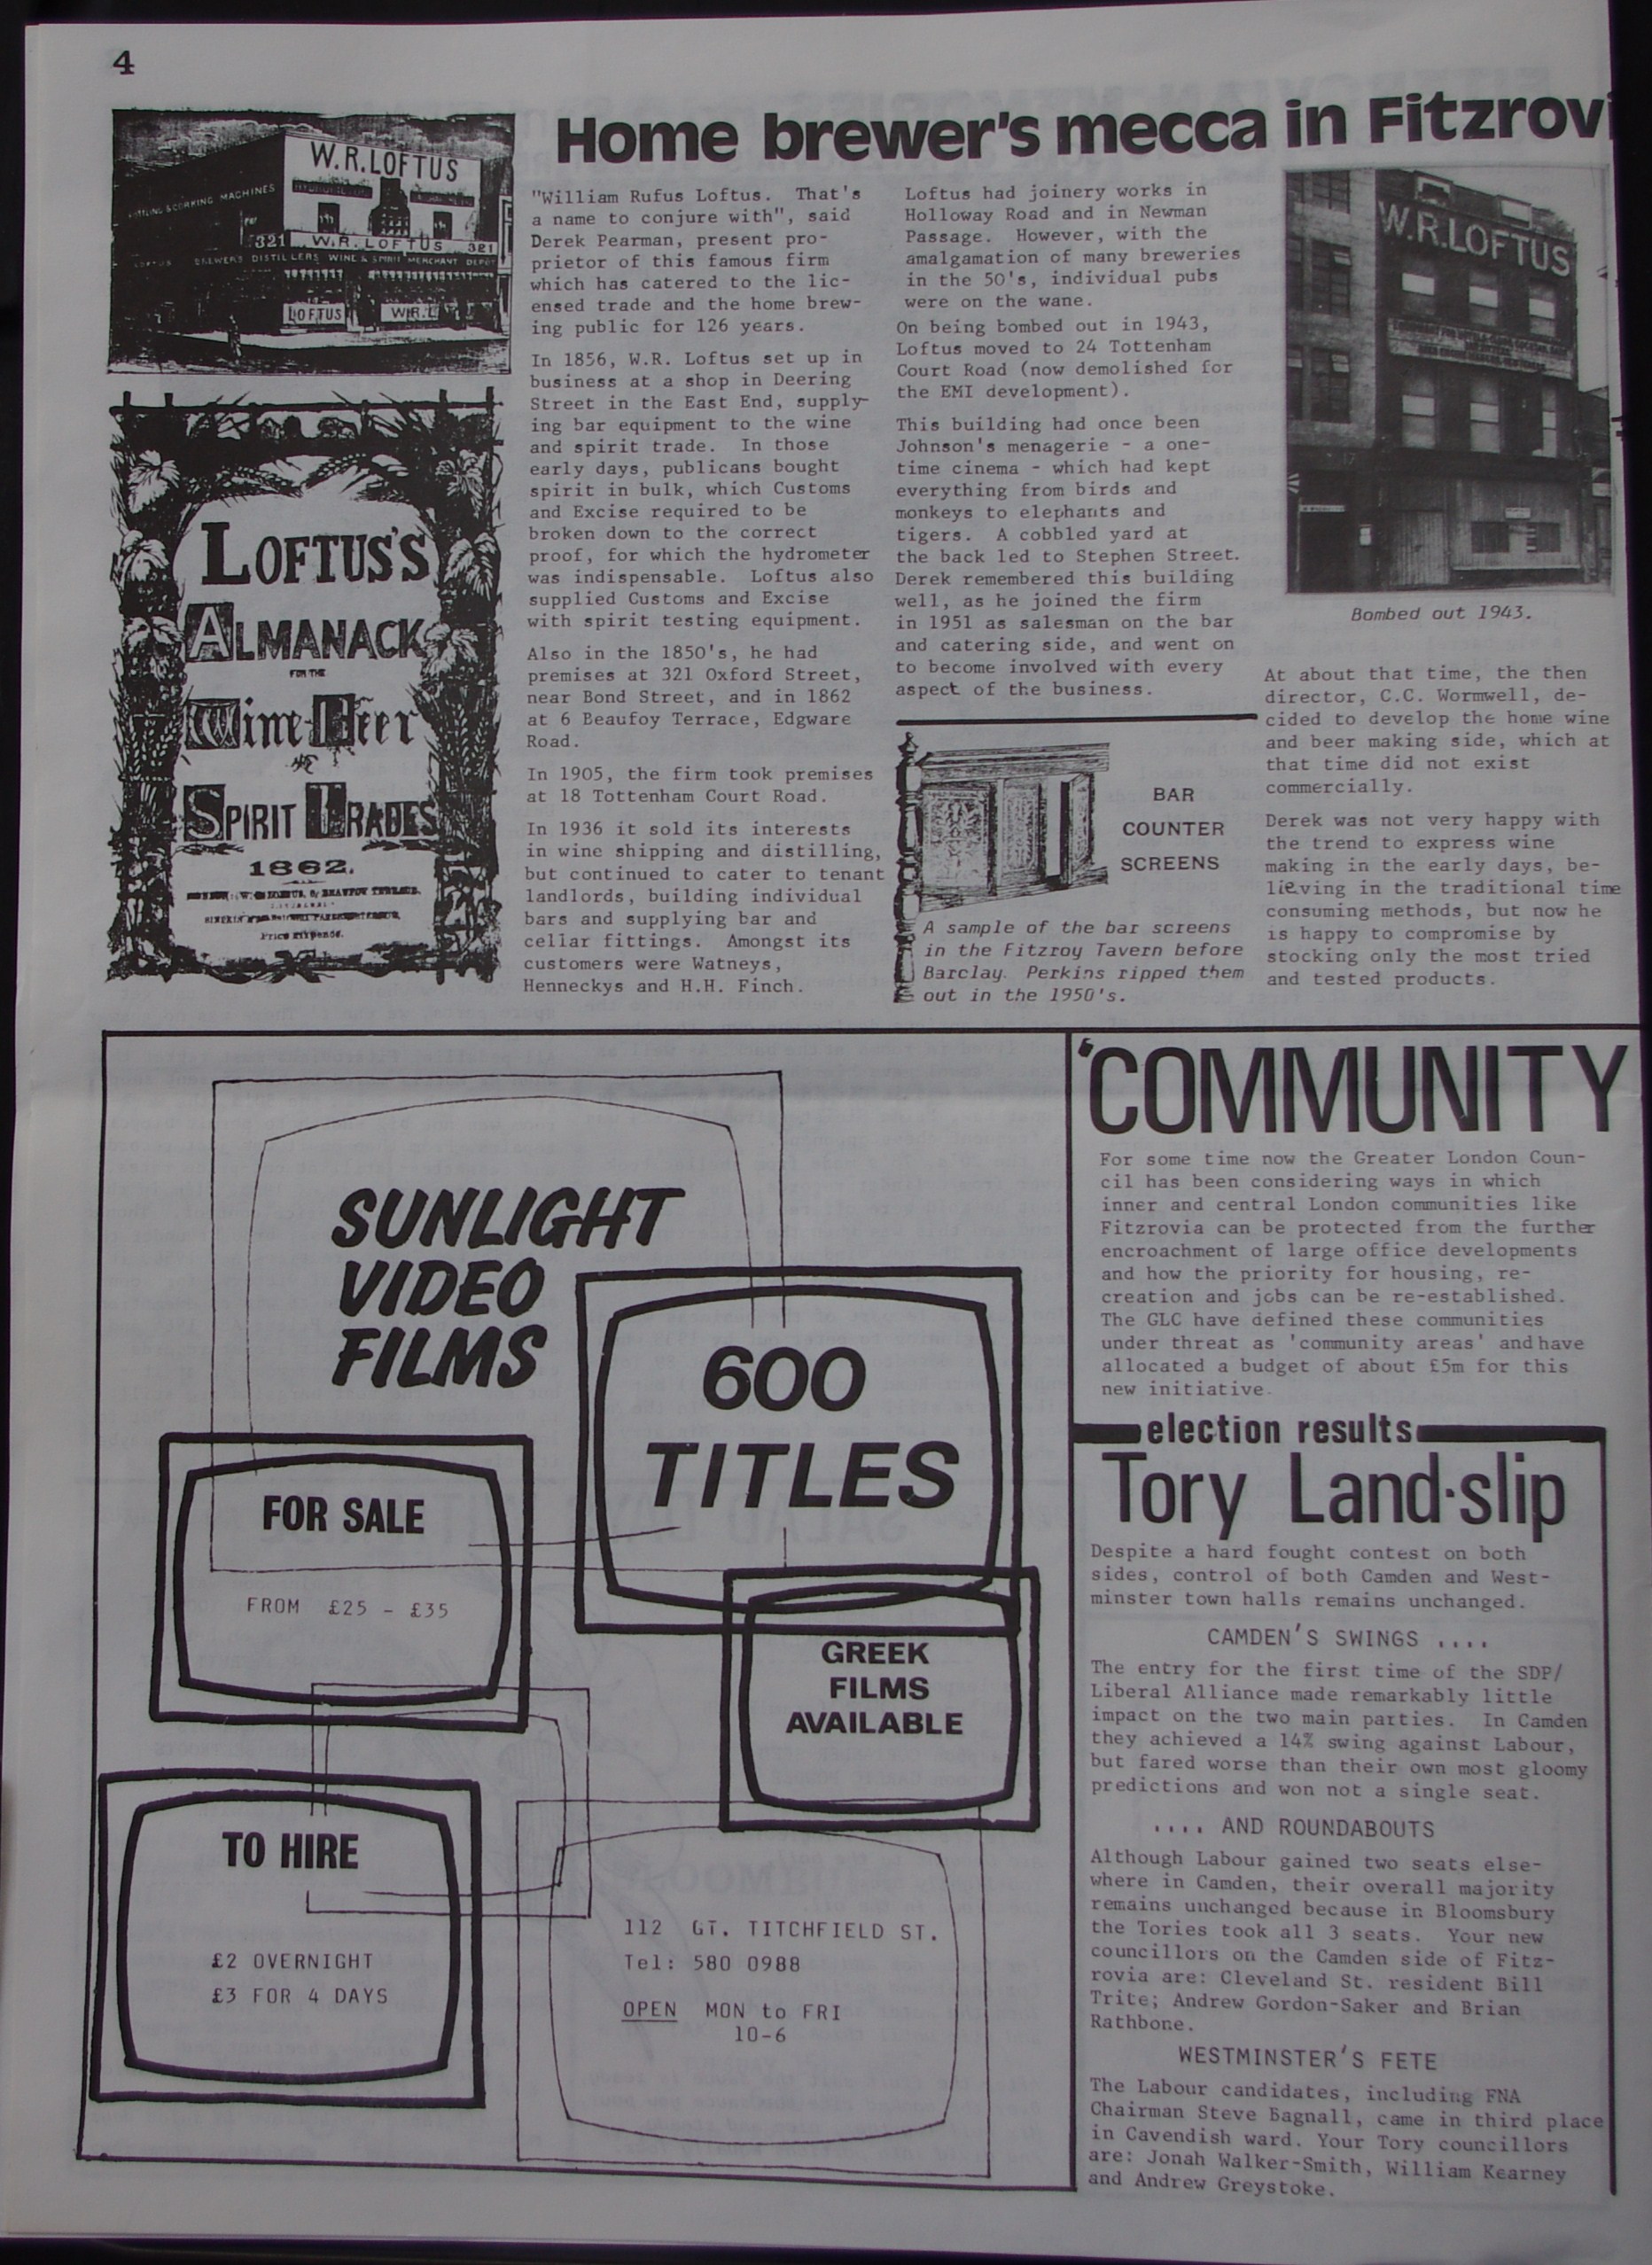 4
Home brewer's mecca in Fitzrovi
W.R.LOFTUS
321 W.R. LOFTUS 321
BREWERS DISTILLERS WINE & SPIRIT MERCHANT DEPOT
LOFTUS
W.R.L
LOFTUS'S
ALMANACK
FOR THE
Wine Beer
AND
SPIRIT TRADES
1862.
Price Sixpence.
"William Rufus Loftus. That's
a name to conjure with", said
Derek Pearman, present pro-
prietor of this famous firm
which has catered to the lic-
ensed trade and the home brew-
ing public for 126 years.
In 1856, W.R. Loftus set up in
business at a shop in Deering
Street in the East End, supply-
ing bar equipment to the wine
and spirit trade. In those
early days, publicans bought
spirit in bulk, which Customs
and Excise required to be
broken down to the correct
proof, for which the hydrometer
was indispensable. Loftus also
supplied Customs and Excise
with spirit testing equipment.
Also in the 1850's, he had
premises at 321 Oxford Street,
near Bond Street, and in 1862
at 6 Beaufoy Terrace, Edgware
Road.
In 1905, the firm took premises
at 18 Tottenham Court Road.
In 1936 it sold its interests
in wine shipping and distilling,
but continued to cater to tenant
landlords, building individual
bars and supplying bar and
cellar fittings. Amongst its
customers were Watneys,
Henneckys and H.H. Finch.
Loftus had joinery works in
Holloway Road and in Newman
Passage. However, with the
amalgamation of many breweries
in the 50's, individual pubs
were on the wane.
On being bombed out in 1943,
Loftus moved to 24 Tottenham
Court Road (now demolished for
the EMI development).
This building had once been
Johnson's menagerie - a one-
time cinema - which had kept
everything from birds and
monkeys to elephants and
tigers. A cobbled yard at
the back led to Stephen Street.
Derek remembered this building
well, as he joined the firm
in 1951 as salesman on the bar
and catering side, and went on
to become involved with every
aspect of the business.
BAR
COUNTER
SCREENS
A sample of the bar screens
in the Fitzroy Tavern before
Barclay. Perkins ripped them
out in the 1950's.
W.R.LOFTUS
Bombed out 1943.
At about that time, the then
director, C.C. Wormwell, de-
cided to develop the home wine
and beer making side, which at
that time did not exist
commercially.
Derek was not very happy with
the trend to express wine
making in the early days, be-
lieving in the traditional time
consuming methods, but now he
is happy to compromise by
stocking only the most tried
and tested products.
SUNLIGHT
VIDEO
FILMS
600
TITLES
FOR SALE
FROM £25 - £35
GREEK
FILMS
AVAILABLE
TO HIRE
£2 OVERNIGHT
£3 FOR 4 DAYS
112 GT. TITCHFIELD ST.
Tel: 580 0988
OPEN MON to FRI
10-6
'COMMUNITY
For some time now the Greater London Coun-
cil has been considering ways in which
inner and central London communities like
Fitzrovia can be protected from the further
encroachment of large office developments
and how the priority for housing, re-
creation and jobs can be re-established.
The GLC have defined these communities
under threat as 'community areas' and have
allocated a budget of about £5m for this
new initiative.
election results
Tory Land·slip
Despite a hard fought contest on both
sides, control of both Camden and West-
minster town halls remains unchanged.
CAMDEN'S SWINGS ....
The entry for the first time of the SDP/
Liberal Alliance made remarkably little
impact on the two main parties. In Camden
they achieved a 14% swing against Labour,
but fared worse than their own most gloomy
predictions and won not a single seat.
.... AND ROUNDABOUTS
Although Labour gained two seats else-
where in Camden, their overall majority
remains unchanged because in Bloomsbury
the Tories took all 3 seats. Your new
councillors on the Camden side of Fitz-
rovia are: Cleveland St. resident Bill
Trite; Andrew Gordon-Saker and Brian
Rathbone.
WESTMINSTER'S FETE
The Labour candidates, including FNA
Chairman Steve Bagnall, came in third place
in Cavendish ward. Your Tory councillors
are: Jonah Walker-Smith, William Kearney
and Andrew Greystoke.